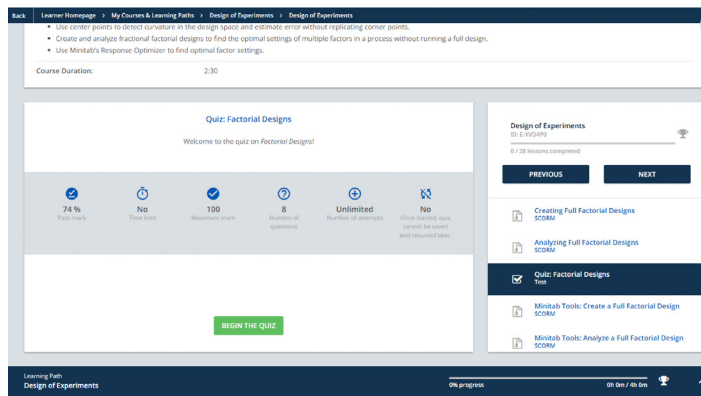 Back Learner Homepage > My Courses & Learning Paths > Design of Experiments > Design of Experiments
• Use center points to detect curvature in the design space and estimate error without replicating corner points.
• Create and analyze fractional factorial designs to find the optimal settings of multiple factors in a process without running a full design.
• Use Minitab's Response Optimizer to find optimal factor settings.
Course Duration: 2:30
Quiz: Factorial Designs
Welcome to the quiz on Factorial Designs!
74 %
Pass mark
No
Time limit
100
Maximum score
8
Number of
questions
Unlimited
Number of attempts
No
Once started, quiz
cannot be saved
and resumed later.
BEGIN THE QUIZ
Design of Experiments
ID: E-XVD4P0
0 / 28 lessons completed
PREVIOUS NEXT
Creating Full Factorial Designs
SCORM
Analyzing Full Factorial Designs
SCORM
Quiz: Factorial Designs
Test
Minitab Tools: Create a Full Factorial Design
SCORM
Minitab Tools: Analyze a Full Factorial Design
SCORM
Learning Path
Design of Experiments
0% progress 0h 0m / 4h 0m